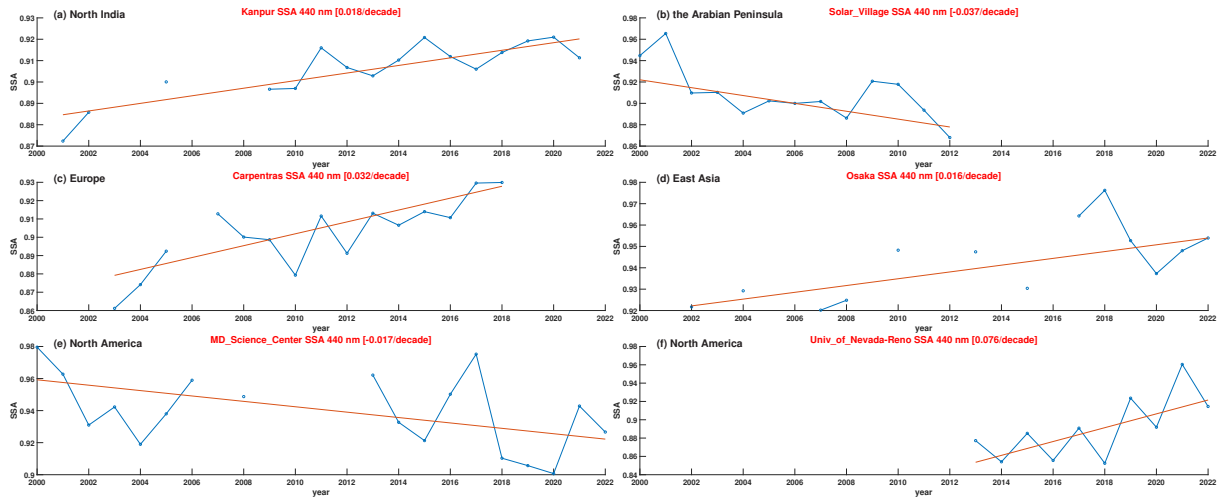 (a) North India
Kanpur SSA 440 nm [0.018/decade]
0.93
0.92
0.91
0.90
0.89
0.88
0.87
SSA
2000 2002 2004 2006 2008 2010 2012 2014 2016 2018 2020 2022
year
(b) the Arabian Peninsula
Solar_Village SSA 440 nm [-0.037/decade]
0.98
0.96
0.94
0.92
0.9
0.88
0.86
SSA
2000 2002 2004 2006 2008 2010 2012 2014 2016 2018 2020 2022
year
(c) Europe
Carpentras SSA 440 nm [0.032/decade]
0.93
0.92
0.91
0.9
0.89
0.88
0.87
0.86
SSA
2000 2002 2004 2006 2008 2010 2012 2014 2016 2018 2020 2022
year
(d) East Asia
Osaka SSA 440 nm [0.016/decade]
0.98
0.97
0.96
0.95
0.94
0.93
0.92
SSA
2000 2002 2004 2006 2008 2010 2012 2014 2016 2018 2020 2022
year
(e) North America
MD_Science_Center SSA 440 nm [-0.017/decade]
0.98
0.96
0.94
0.92
0.9
SSA
2000 2002 2004 2006 2008 2010 2012 2014 2016 2018 2020 2022
year
(f) North America
Univ_of_Nevada-Reno SSA 440 nm [0.076/decade]
0.98
0.96
0.94
0.92
0.9
0.88
0.86
0.84
SSA
2000 2002 2004 2006 2008 2010 2012 2014 2016 2018 2020 2022
year